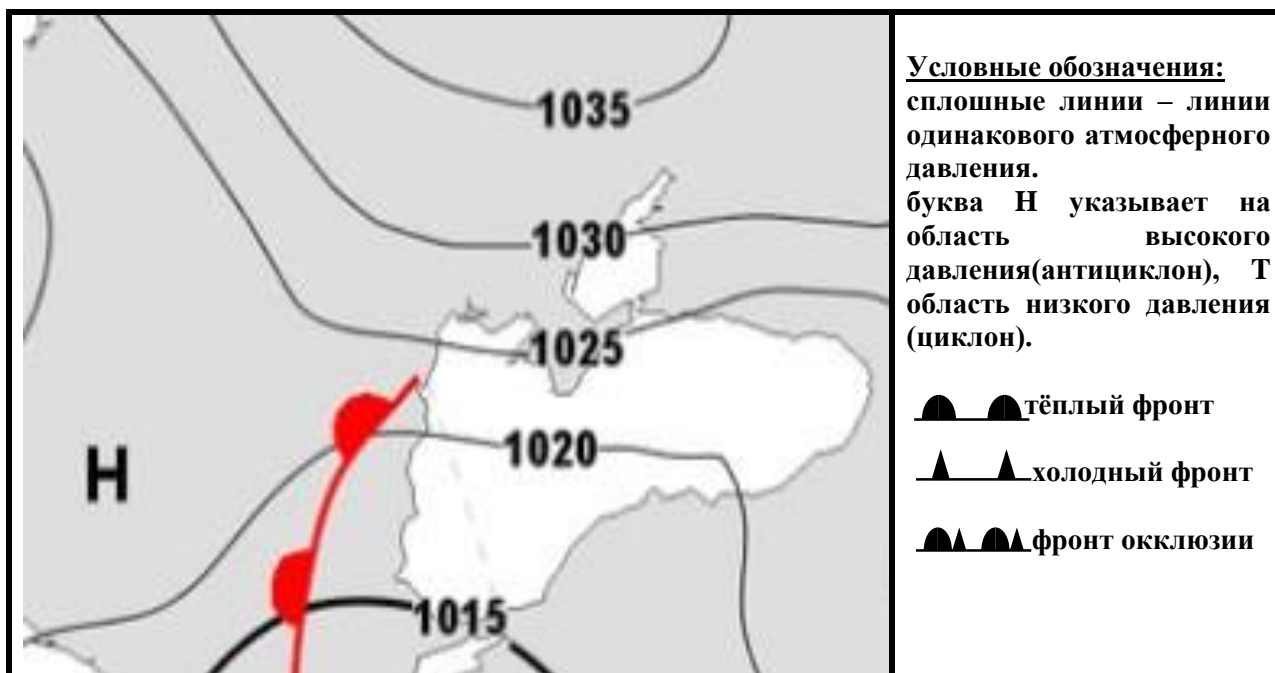 1035
1030
1025
Н
1020
1015
Условные обозначения:
сплошные линии – линии
одинакового атмосферного
давления.
буква Н указывает на
область высокого
давления(антициклон), Т
область низкого давления
(циклон).
тёплый фронт
холодный фронт
фронт окклюзии